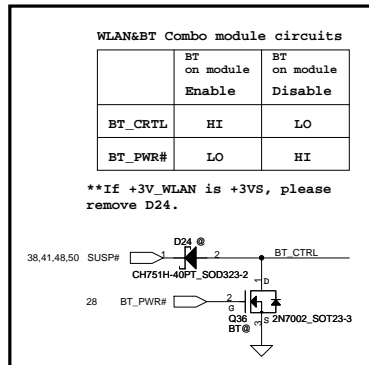 WLAN&BT Combo module circuits
BT on module Enable
BT on module Disable
BT_CRTL HI LO
BT_PWR# LO HI
**If +3V_WLAN is +3VS, please
remove D24.
D24 @
38,41,48,50 SUSP# 1 2 BT_CTRL
CH751H-40PT_SOD323-2
1 D
28 BT_PWR# 2 G
3 S
Q36 2N7002_SOT23-3
BT@